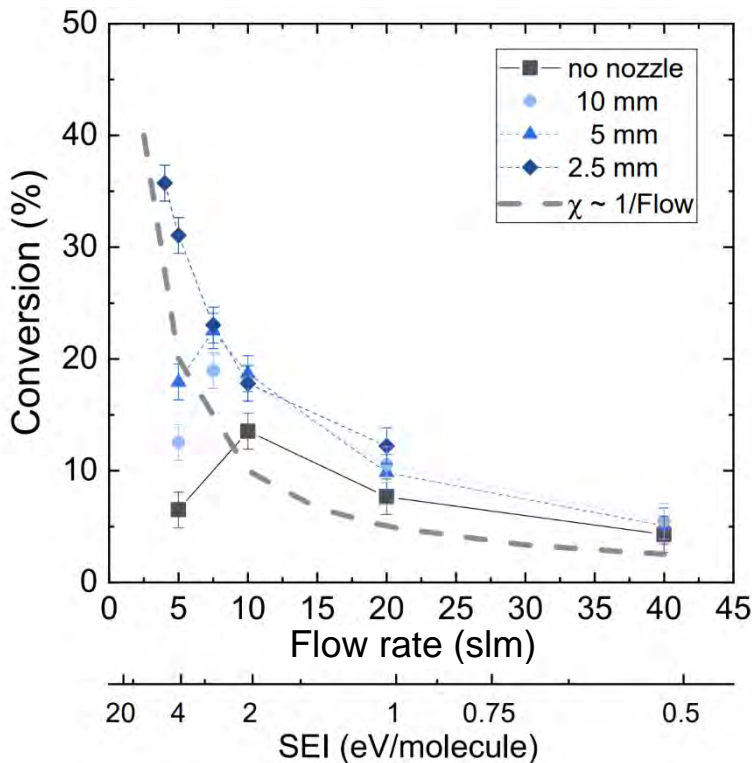 50
40
30
20
10
0
Conversion (%)
no nozzle
10 mm
5 mm
2.5 mm
χ ~ 1/Flow
0 5 10 15 20 25 30 35 40 45
Flow rate (slm)
20 4 2 1 0.75 0.5
SEI (eV/molecule)